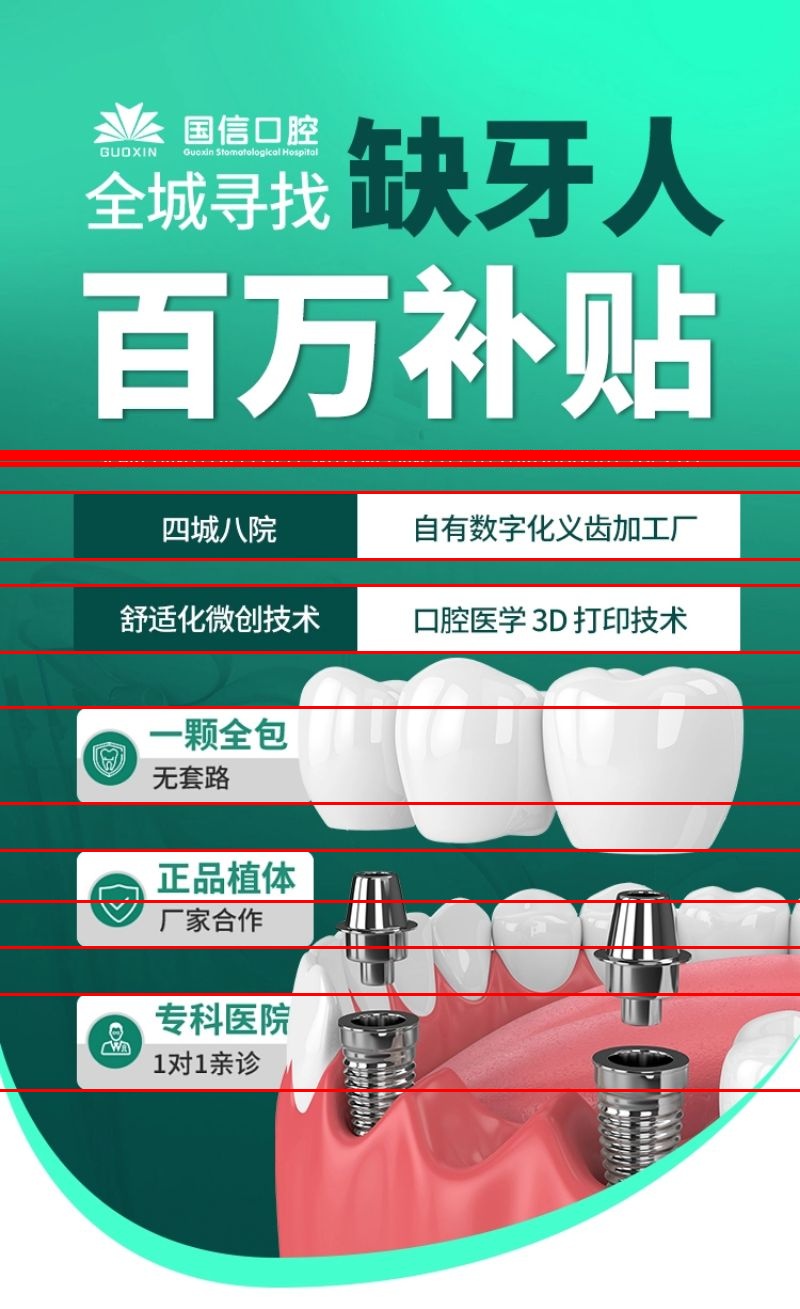 GUOXIN
国信口腔
Guoxin Stomatological Hospital
全城寻找 缺牙人
百万补贴
四城八院 自有数字化义齿加工厂
舒适化微创技术 口腔医学 3D 打印技术
一颗全包
无套路
正品植体
厂家合作
专科医院
1对1亲诊